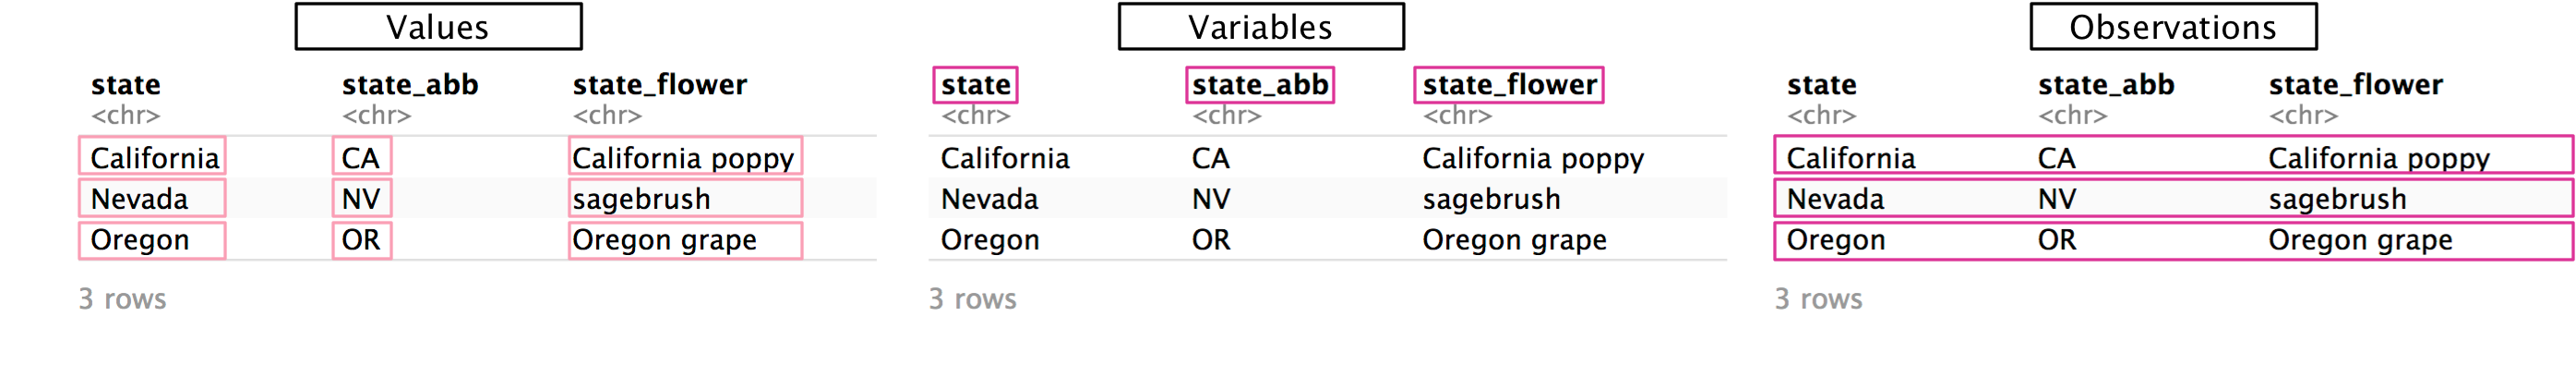 Values
state state_abb state_flower
<chr> <chr> <chr>
California CA California poppy
Nevada NV sagebrush
Oregon OR Oregon grape
3 rows
Variables
state state_abb state_flower
<chr> <chr> <chr>
California CA California poppy
Nevada NV sagebrush
Oregon OR Oregon grape
3 rows
Observations
state state_abb state_flower
<chr> <chr> <chr>
California CA California poppy
Nevada NV sagebrush
Oregon OR Oregon grape
3 rows